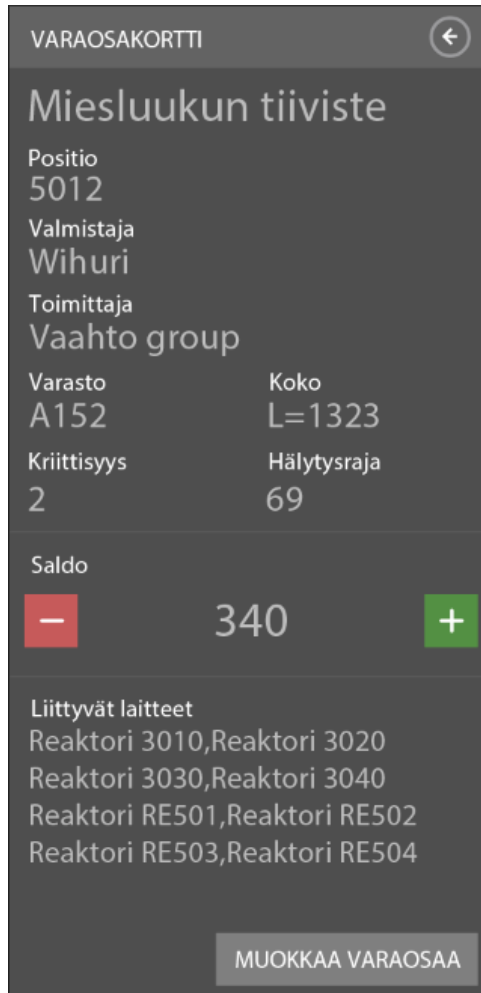 VARAOSAKORTTI
Miesluukun tiiviste
Positio
5012
Valmistaja
Wihuri
Toimittaja
Vaahto group
Varasto Koko
A152 L=1323
Kriittisyys Hälytysraja
2 69
Saldo
− 340 +
Liittyvät laitteet
Reaktori 3010,Reaktori 3020
Reaktori 3030,Reaktori 3040
Reaktori RE501,Reaktori RE502
Reaktori RE503,Reaktori RE504
MUOKKAA VARAOSAA